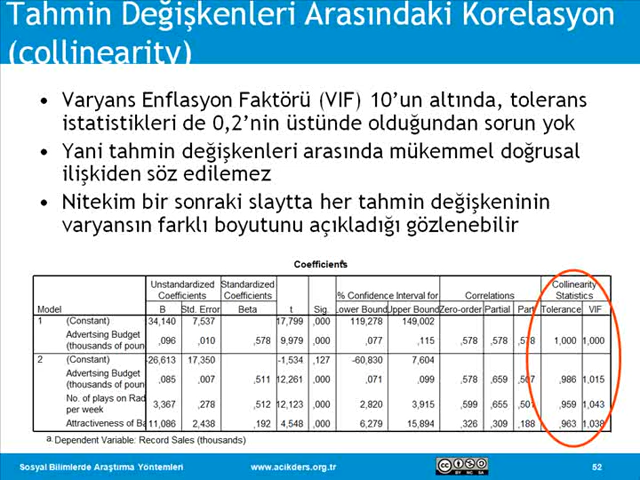 Tahmin Değişkenleri Arasındaki Korelasyon
(collinearity)
• Varyans Enflasyon Faktörü (VIF) 10'un altında, tolerans
istatistikleri de 0,2'nin üstünde olduğundan sorun yok
• Yani tahmin değişkenleri arasında mükemmel doğrusal
ilişkiden söz edilemez
• Nitekim bir sonraki slaytta her tahmin değişkeninin
varyansın farklı boyutunu açıkladığı gözlenebilir
Coefficients
Unstandardized Standardized Collinearity
Coefficients Coefficients % Confidence Interval for Correlations Statistics
Model B Std. Error Beta t Sig. Lower Bound Upper Bound Zero-order Partial Part Tolerance VIF
1 (Constant) 34,140 7,537 17,799 ,000 119,278 149,002
Advertsing Budget
(thousands of poun ,096 ,010 ,578 9,979 ,000 ,077 ,115 ,578 ,578 ,578 1,000 1,000
2 (Constant) -26,613 17,350 -1,534 ,127 -60,830 7,604
Advertsing Budget
(thousands of poun ,085 ,007 ,511 12,261 ,000 ,071 ,099 ,578 ,659 ,507 ,986 1,015
No. of plays on Rad
per week 3,367 ,278 ,512 12,123 ,000 2,820 3,915 ,599 ,655 ,501 ,959 1,043
Attractiveness of Ba 11,086 2,438 ,192 4,548 ,000 6,279 15,894 ,326 ,309 ,188 ,963 1,038
a. Dependent Variable: Record Sales (thousands)
Sosyal Bilimlerde Araştırma Yöntemleri www.acikders.org.tr 52